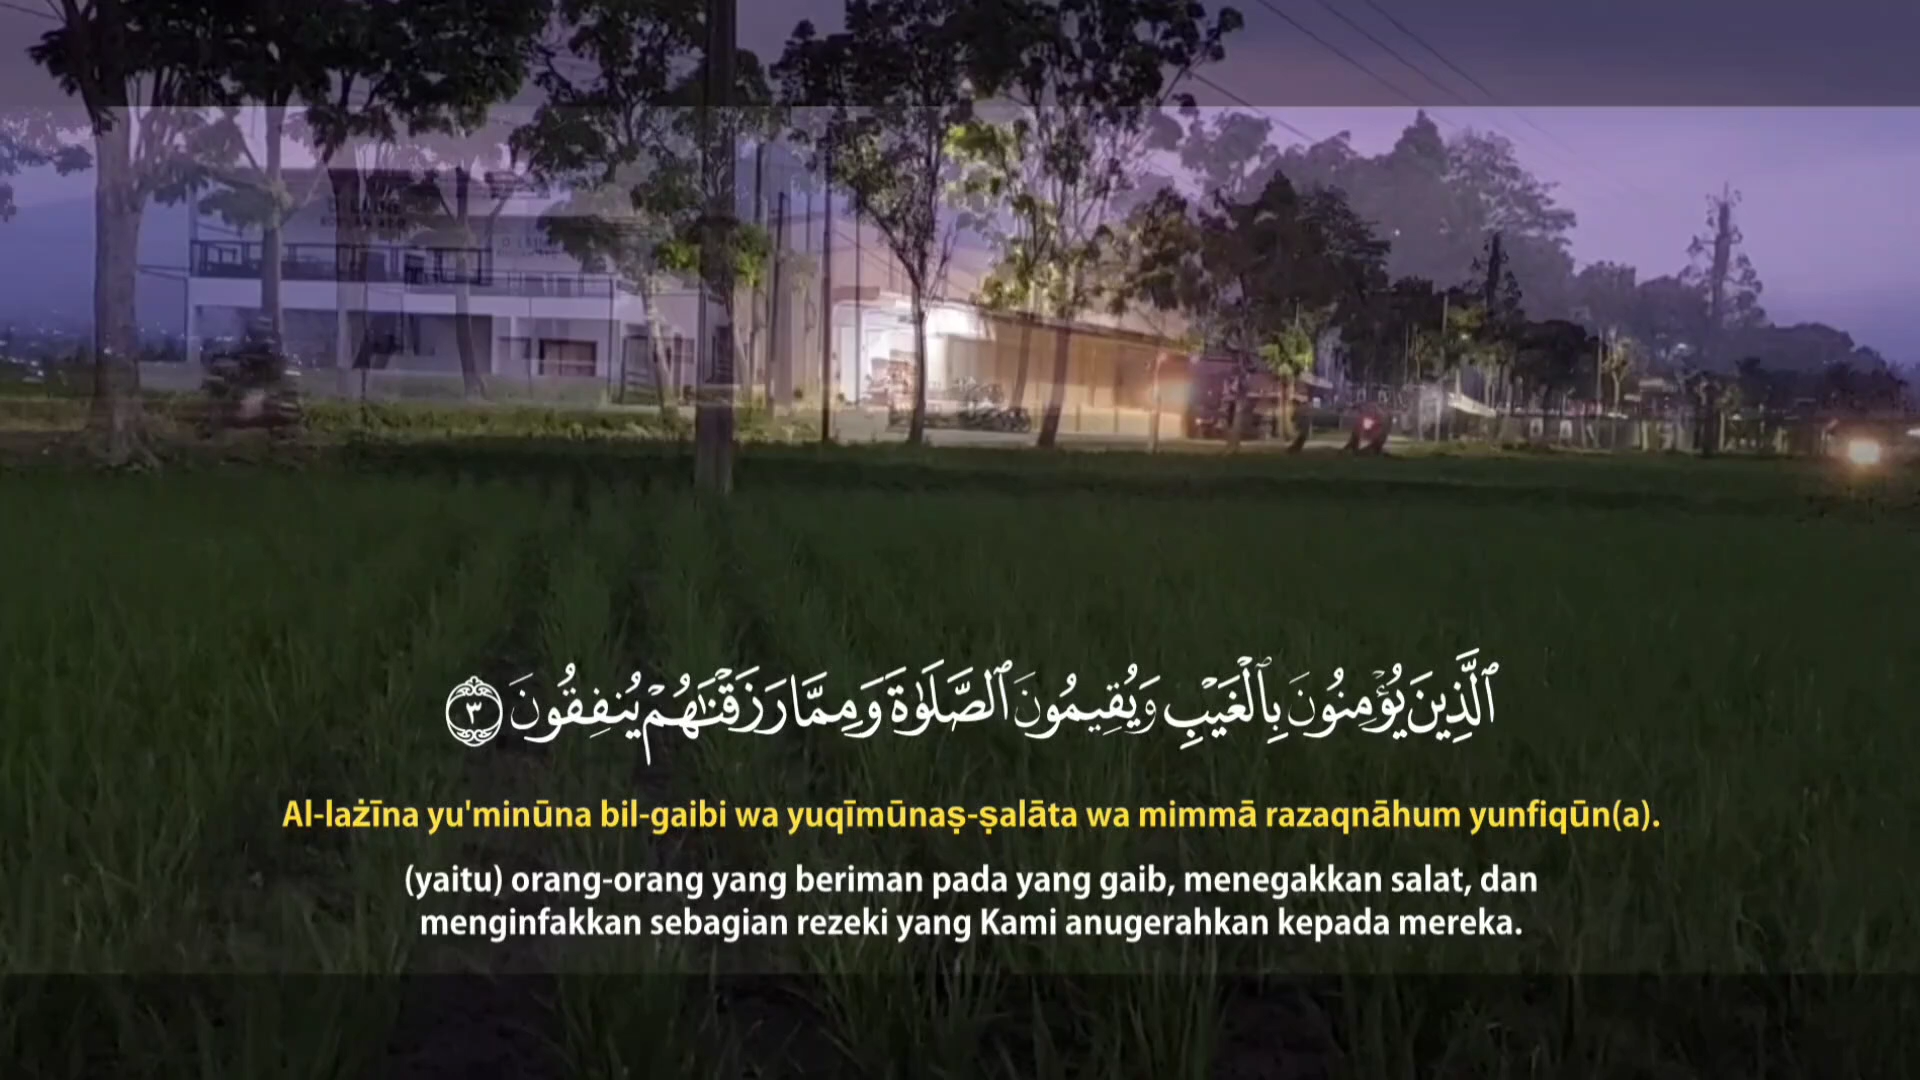 ٱلَّذِينَ يُؤْمِنُونَ بِٱلْغَيْبِ وَيُقِيمُونَ ٱلصَّلَوٰةَ وَمِمَّا رَزَقْنَٰهُمْ يُنفِقُونَ ٣
Al-lażīna yu'minūna bil-gaibi wa yuqīmūnaṣ-ṣalāta wa mimmā razaqnāhum yunfiqūn(a).
(yaitu) orang-orang yang beriman pada yang gaib, menegakkan salat, dan
menginfakkan sebagian rezeki yang Kami anugerahkan kepada mereka.